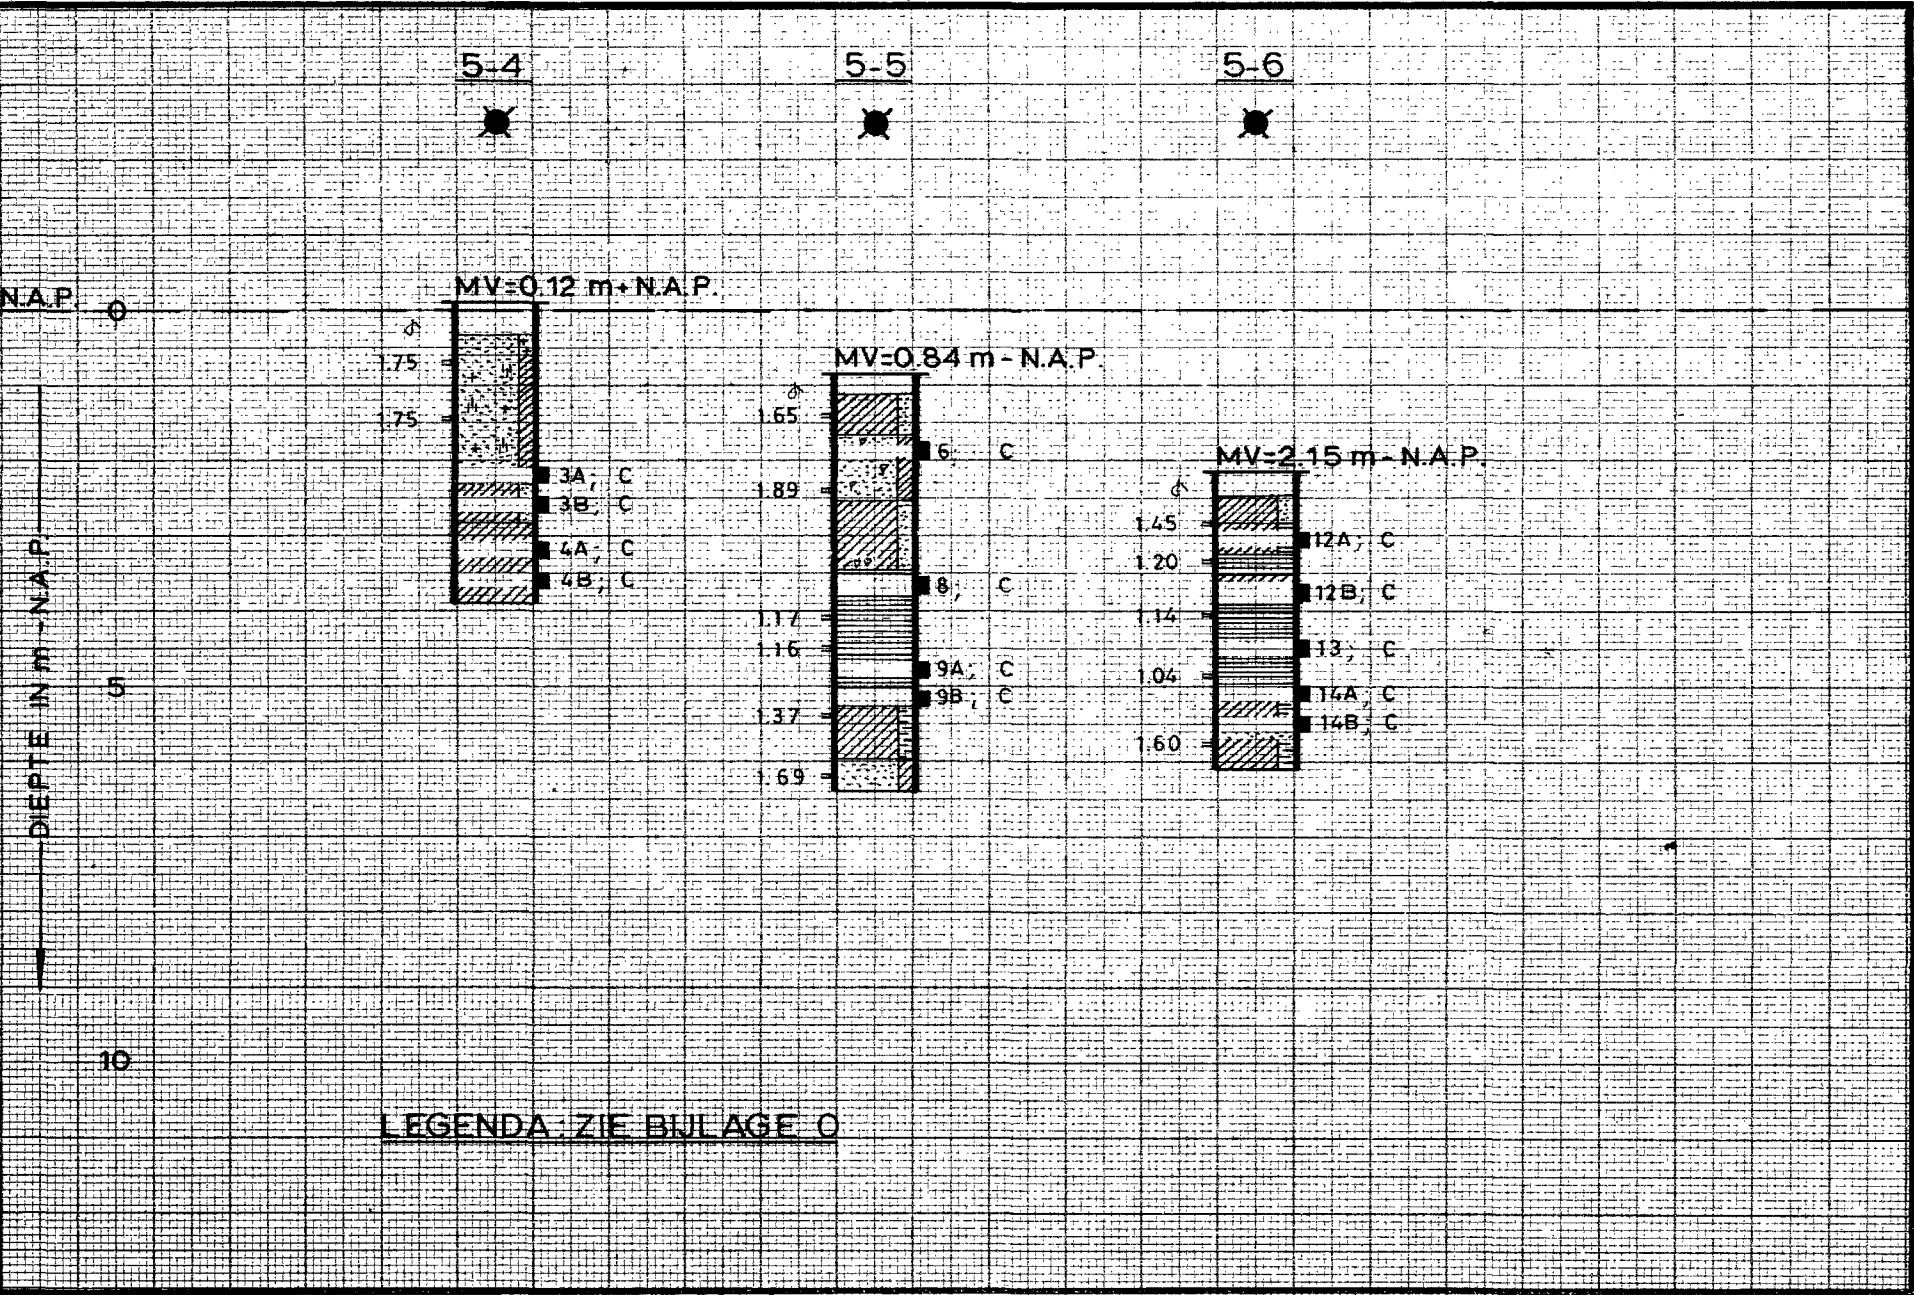 5-4
5-5
5-6
MV=0.12 m+N.A.P.
N.A.P. 0
MV=0.84 m-N.A.P.
MV=2.15 m-N.A.P.
1.75
1.75
3A; C
3B; C
4A; C
4B; C
1.65
6; C
1.89
8; C
1.17
1.16
9A; C
9B; C
1.37
1.69
1.45
12A; C
1.20
12B; C
1.14
13; C
1.04
14A; C
14B; C
1.60
DIEPTE IN m-N.A.P.
5
10
LEGENDA: ZIE BIJLAGE 0